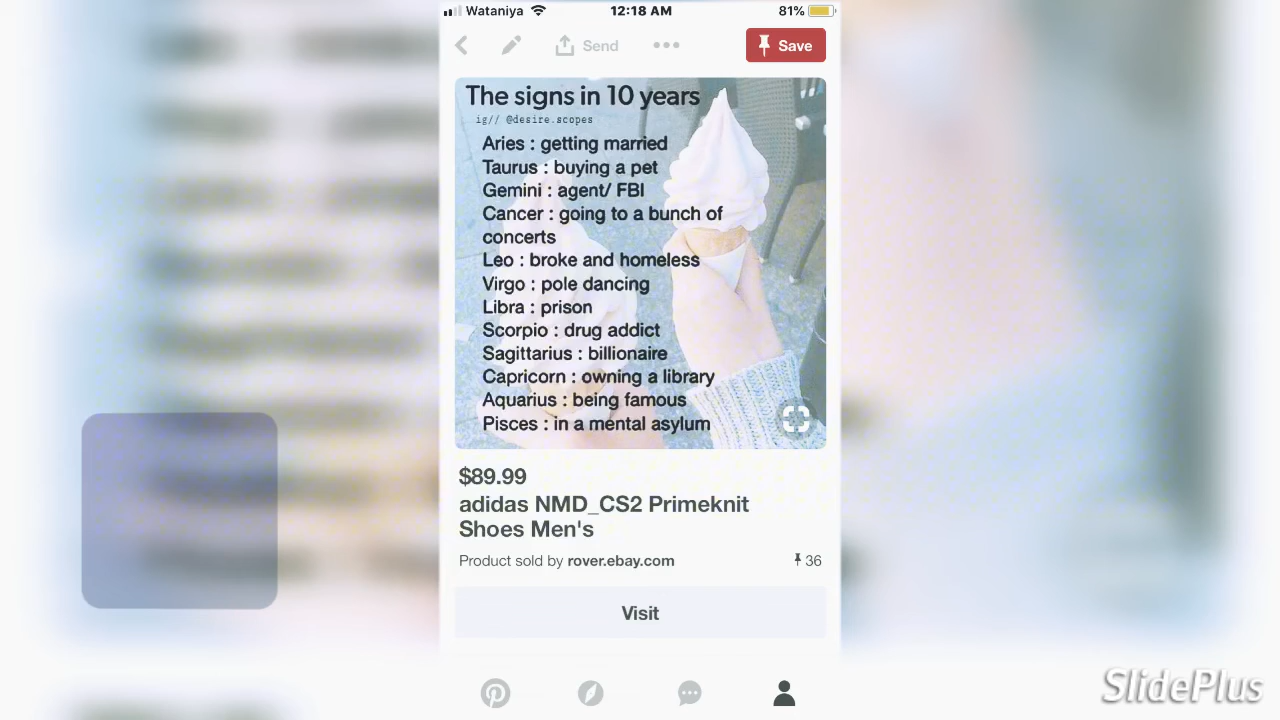 Wataniya 12:18 AM 81%
Send Save
The signs in 10 years
ig// @desire.scopes
Aries : getting married
Taurus : buying a pet
Gemini : agent/ FBI
Cancer : going to a bunch of
concerts
Leo : broke and homeless
Virgo : pole dancing
Libra : prison
Scorpio : drug addict
Sagittarius : billionaire
Capricorn : owning a library
Aquarius : being famous
Pisces : in a mental asylum
$89.99
adidas NMD_CS2 Primeknit
Shoes Men's
Product sold by rover.ebay.com 36
Visit
SlidePlus